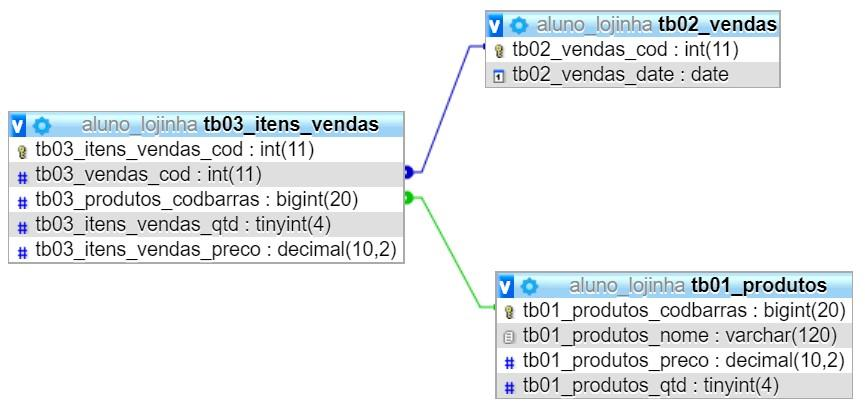 aluno_lojinha tb02_vendas
tb02_vendas_cod : int(11)
tb02_vendas_date : date
aluno_lojinha tb03_itens_vendas
tb03_itens_vendas_cod : int(11)
tb03_vendas_cod : int(11)
tb03_produtos_codbarras : bigint(20)
tb03_itens_vendas_qtd : tinyint(4)
tb03_itens_vendas_preco : decimal(10,2)
aluno_lojinha tb01_produtos
tb01_produtos_codbarras : bigint(20)
tb01_produtos_nome : varchar(120)
tb01_produtos_preco : decimal(10,2)
tb01_produtos_qtd : tinyint(4)